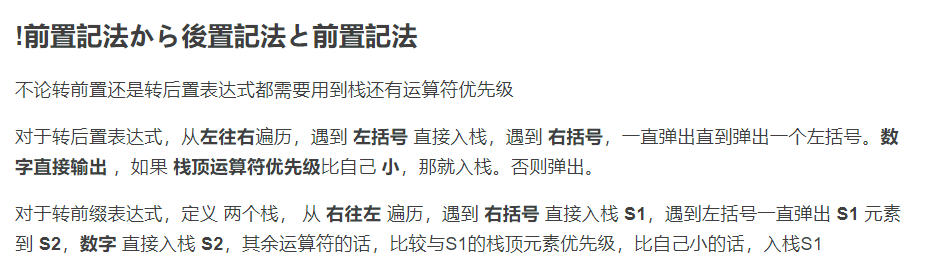 !前置記法から後置記法と前置記法
不论转前置还是转后置表达式都需要用到栈还有运算符优先级
对于转后置表达式，从左往右遍历，遇到 左括号 直接入栈，遇到 右括号，一直弹出直到弹出一个左括号。数
字直接输出 ，如果 栈顶运算符优先级比自己 小，那就入栈。否则弹出。
对于转前缀表达式，定义 两个栈， 从 右往左 遍历，遇到 右括号 直接入栈 S1，遇到左括号一直弹出 S1 元素
到 S2，数字 直接入栈 S2，其余运算符的话，比较与S1的栈顶元素优先级，比自己小的话，入栈S1